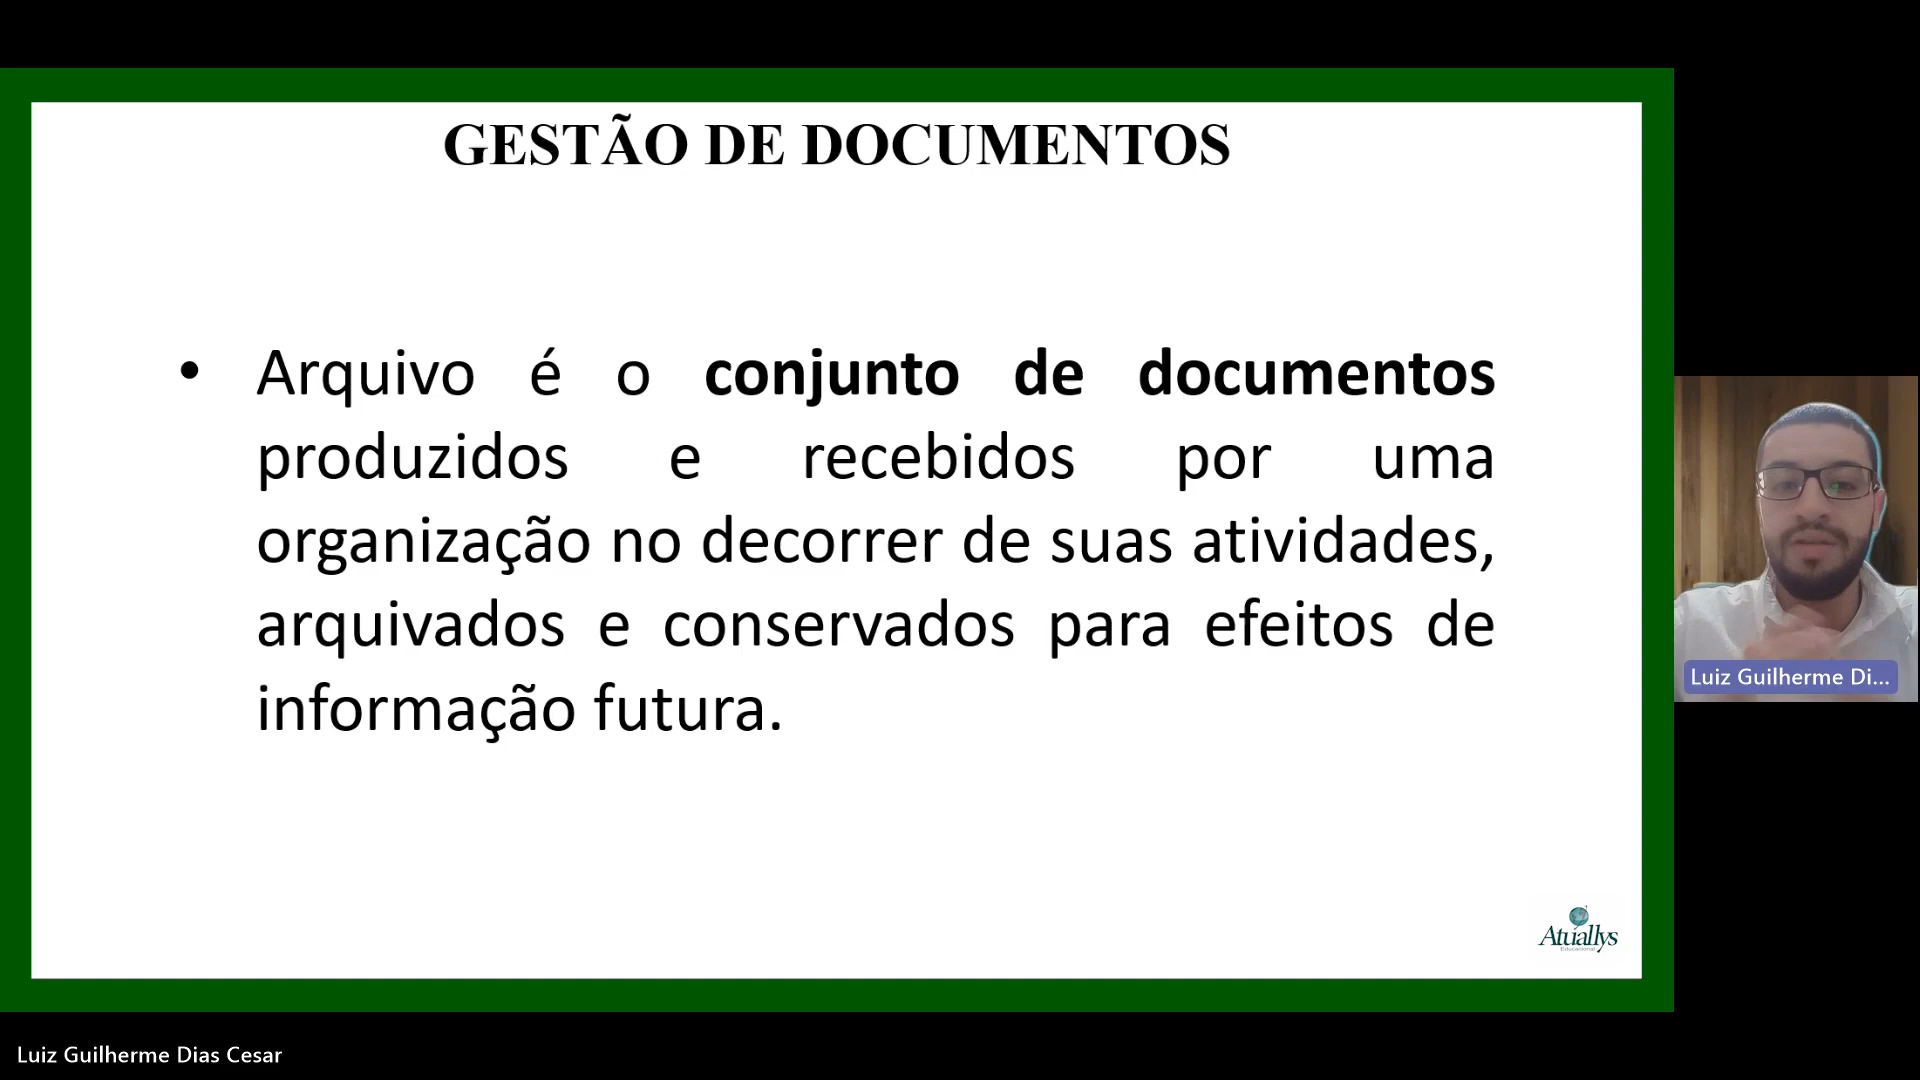 GESTÃO DE DOCUMENTOS
• Arquivo é o conjunto de documentos
produzidos e recebidos por uma
organização no decorrer de suas atividades,
arquivados e conservados para efeitos de
informação futura.
Luiz Guilherme Di...
Atuallys
Educacional
Luiz Guilherme Dias Cesar